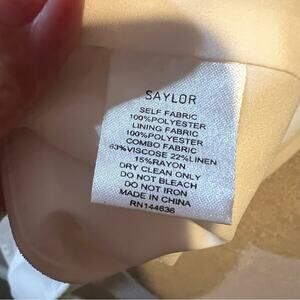 SAYLOR
SELF FABRIC
100%POLYESTER
LINING FABRIC
100%POLYESTER
COMBO FABRIC
63%VISCOSE 22%LINEN
15%RAYON
DRY CLEAN ONLY
DO NOT BLEACH
DO NOT IRON
MADE IN CHINA
RN144636